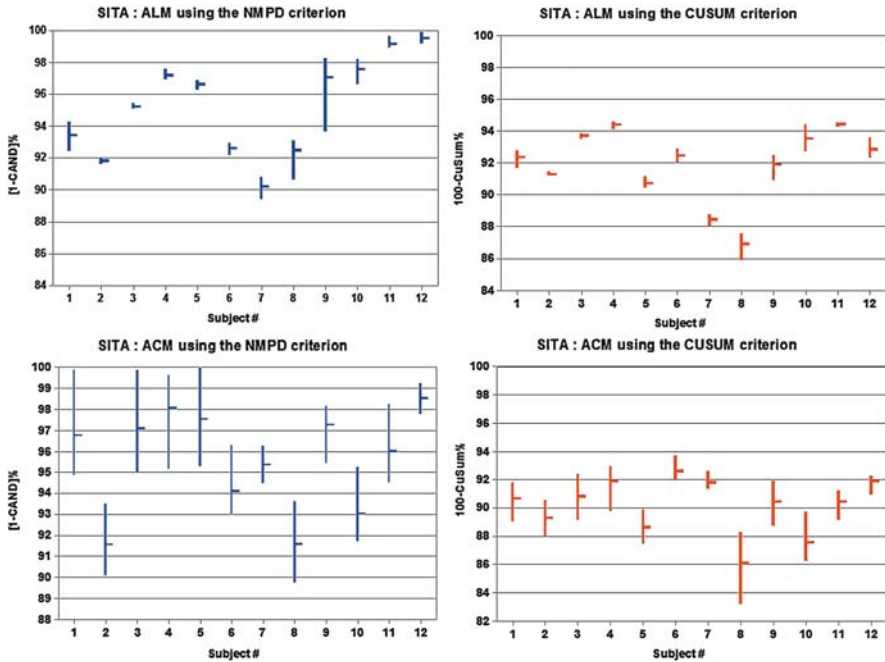 SITA : ALM using the NMPD criterion
[1-CAND]%
100
98
96
94
92
90
88
86
84
1 2 3 4 5 6 7 8 9 10 11 12
Subject #
SITA : ALM using the CUSUM criterion
100-CuSum%
100
98
96
94
92
90
88
86
84
1 2 3 4 5 6 7 8 9 10 11 12
Subject #
SITA : ACM using the NMPD criterion
[1-CAND]%
100
99
98
97
96
95
94
93
92
91
90
89
88
1 2 3 4 5 6 7 8 9 10 11 12
Subject #
SITA : ACM using the CUSUM criterion
100-CuSum%
100
98
96
94
92
90
88
86
84
82
1 2 3 4 5 6 7 8 9 10 11 12
Subject #